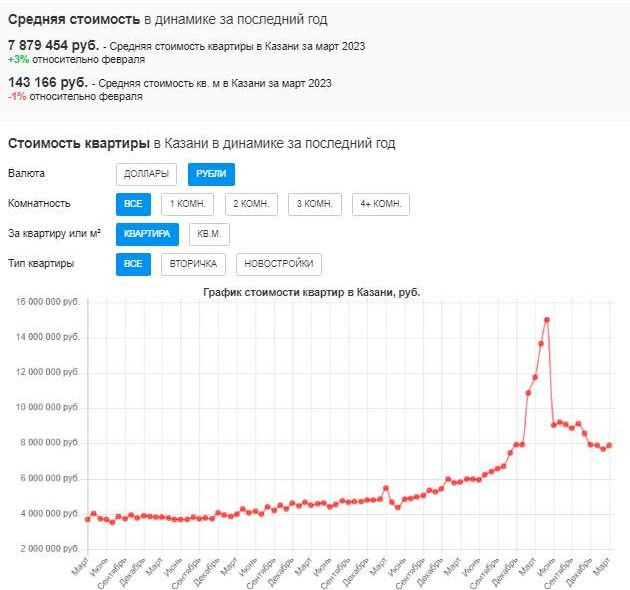 Средняя стоимость в динамике за последний год
7 879 454 руб. - Средняя стоимость квартиры в Казани за март 2023
+3% относительно февраля
143 166 руб. - Средняя стоимость кв. м в Казани за март 2023
-1% относительно февраля
Стоимость квартиры в Казани в динамике за последний год
Валюта ДОЛЛАРЫ РУБЛИ
Комнатность ВСЕ 1 КОМН. 2 КОМН. 3 КОМН. 4+ КОМН.
За квартиру или м² КВАРТИРА КВ.М.
Тип квартиры ВСЕ ВТОРИЧКА НОВОСТРОЙКИ
График стоимости квартир в Казани, руб.
16 000 000 руб.
14 000 000 руб.
12 000 000 руб.
10 000 000 руб.
8 000 000 руб.
6 000 000 руб.
4 000 000 руб.
2 000 000 руб.
Март Июнь Сентябрь Декабрь Март Июнь Сентябрь Декабрь Март Июнь Сентябрь Декабрь Март Июнь Сентябрь Декабрь Март Июнь Сентябрь Декабрь Март Июнь Сентябрь Декабрь Март Июнь Сентябрь Декабрь Март